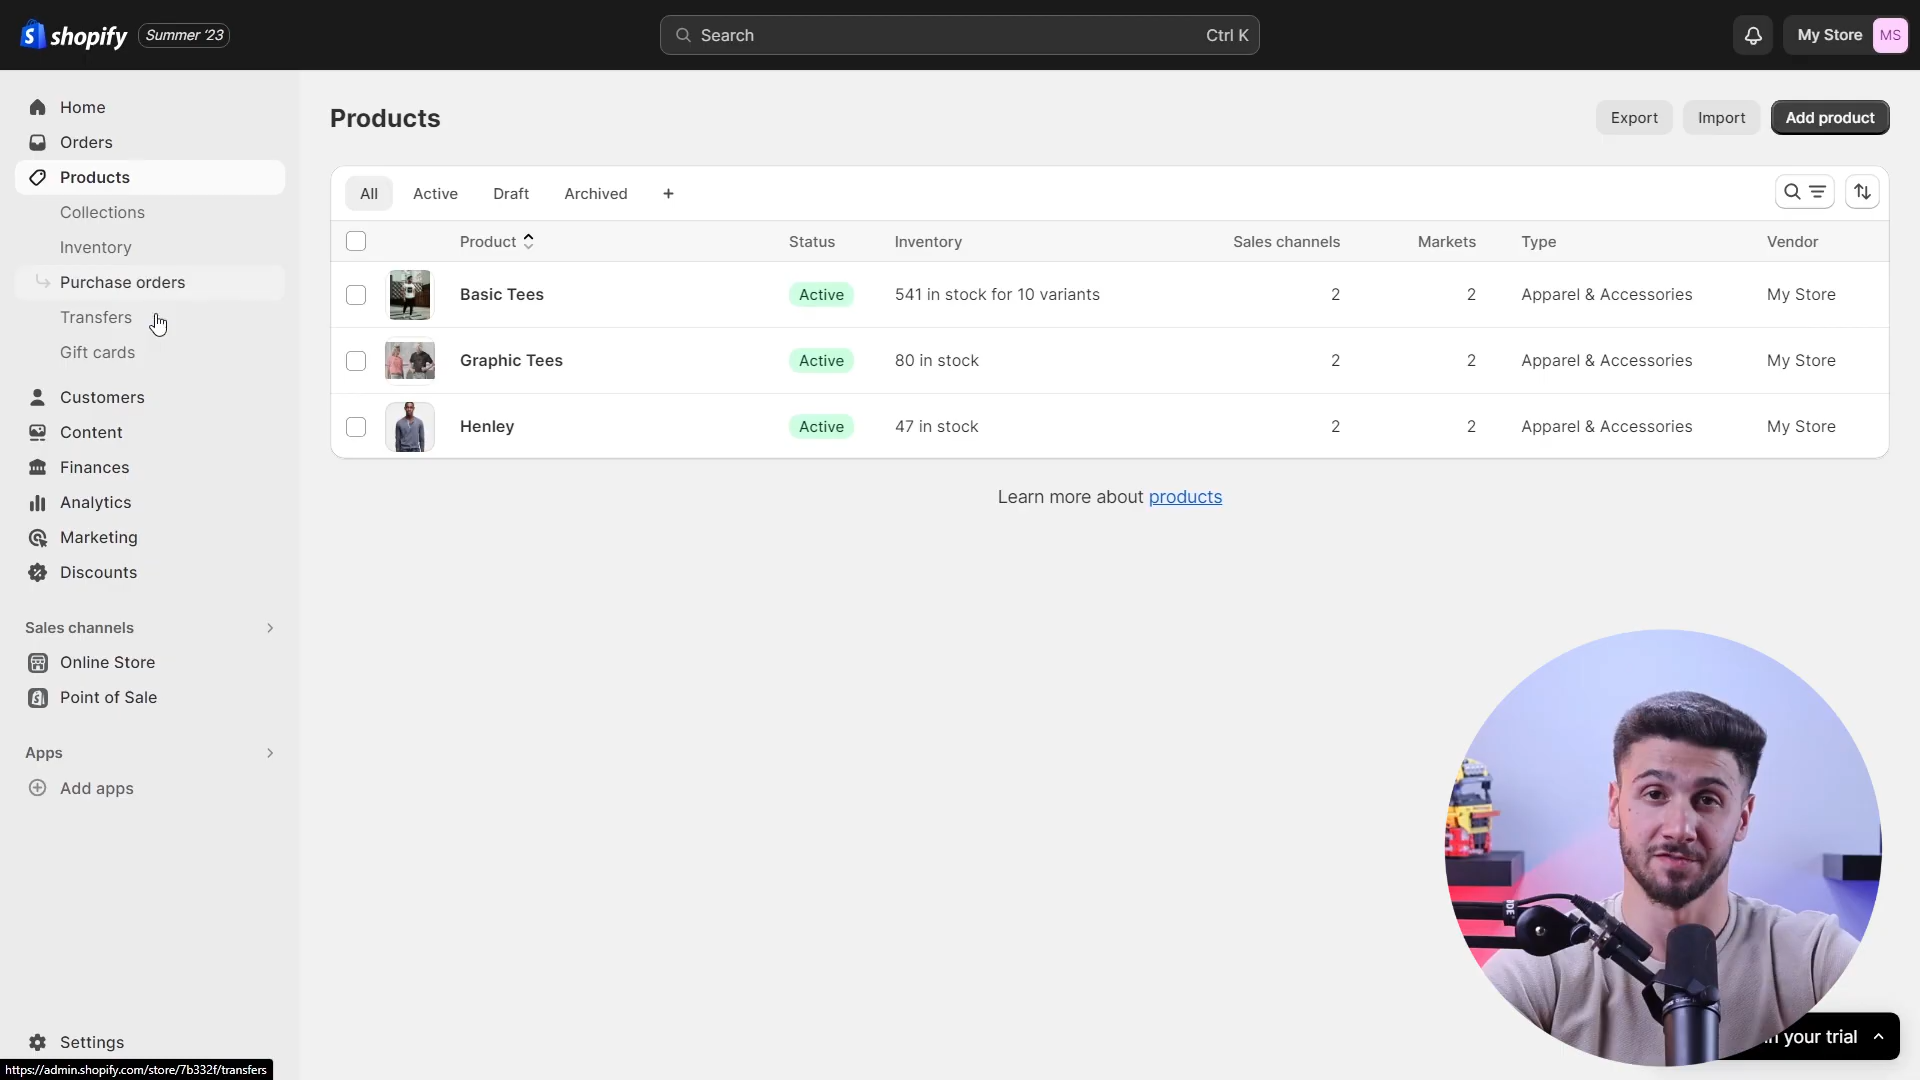 shopify Summer '23
Search Ctrl K
My Store MS
Home
Orders
Products
Collections
Inventory
Purchase orders
Transfers
Gift cards
Customers
Content
Finances
Analytics
Marketing
Discounts
Sales channels
Online Store
Point of Sale
Apps
Add apps
Settings
https://admin.shopify.com/store/7b332f/transfers
Products
Export Import Add product
All Active Draft Archived +
Product Status Inventory Sales channels Markets Type Vendor
Basic Tees Active 541 in stock for 10 variants 2 2 Apparel & Accessories My Store
Graphic Tees Active 80 in stock 2 2 Apparel & Accessories My Store
Henley Active 47 in stock 2 2 Apparel & Accessories My Store
Learn more about products
your trial